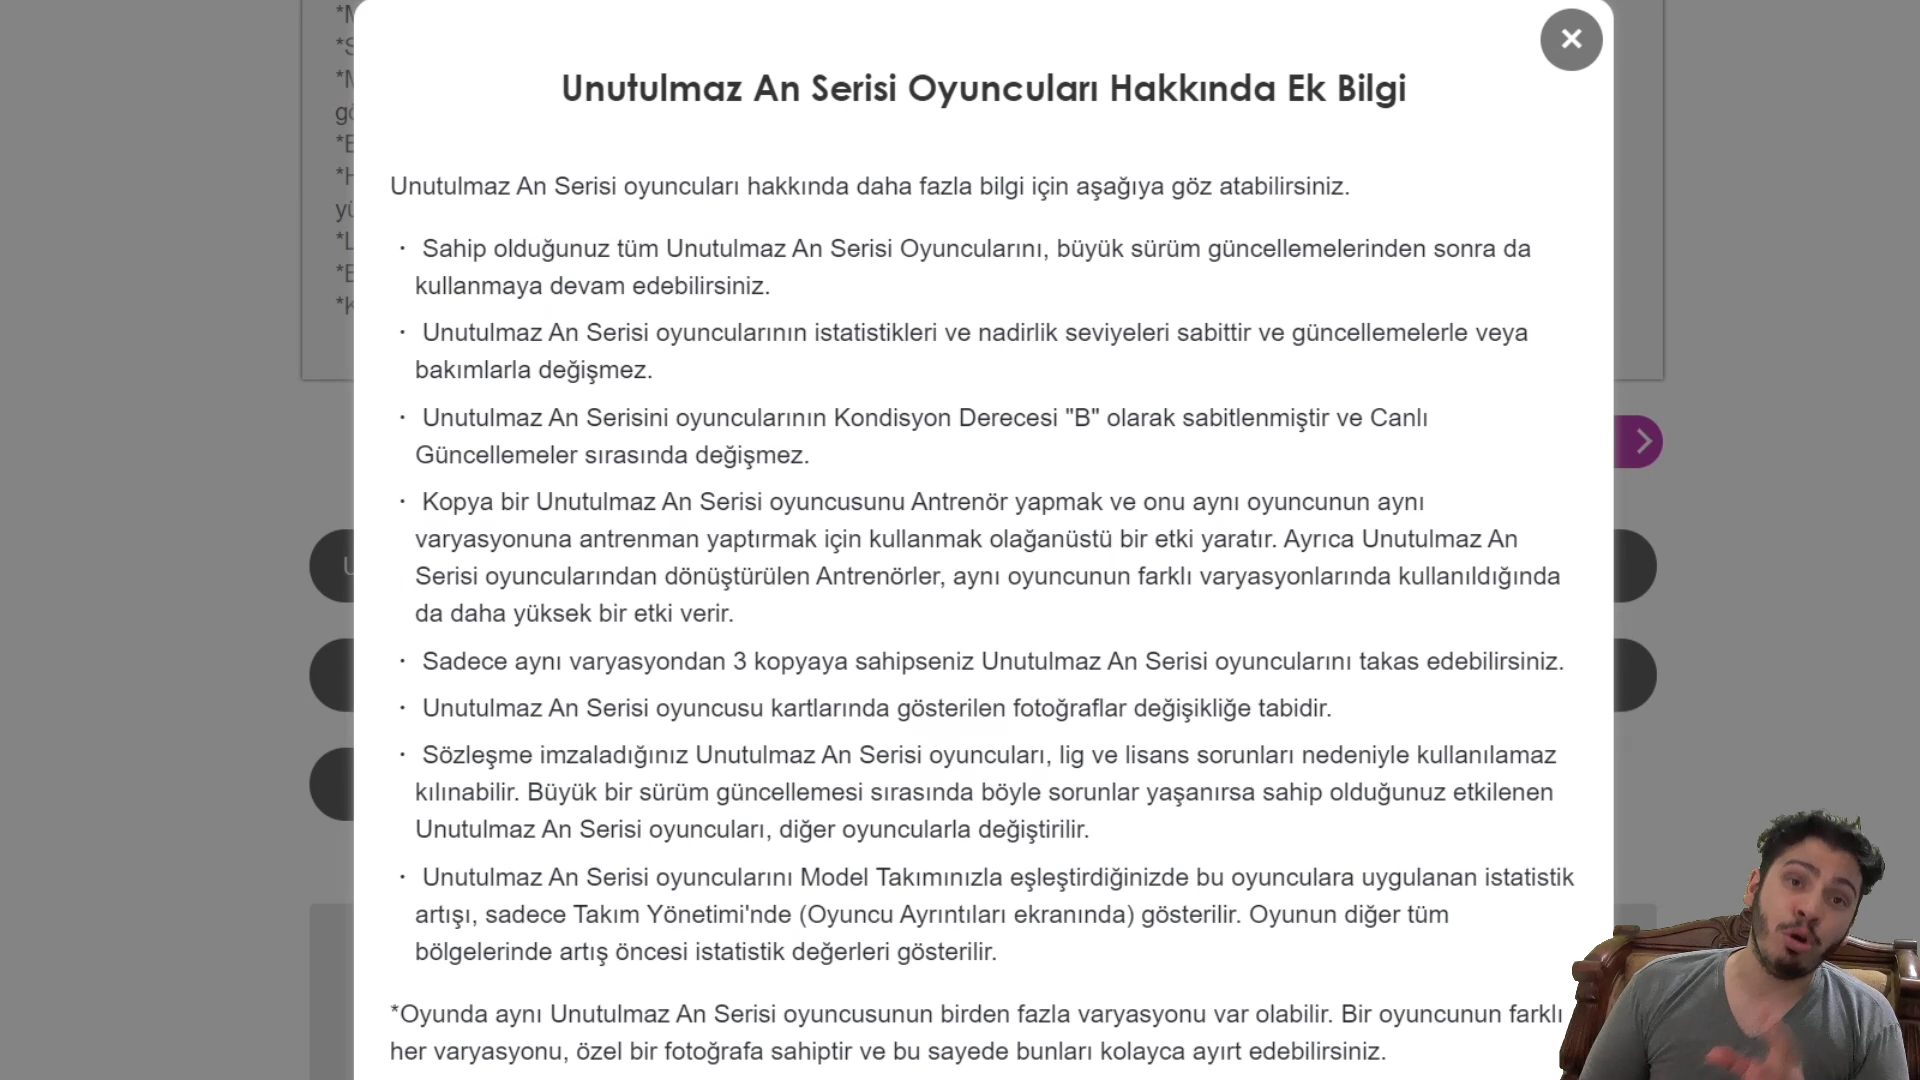 Unutulmaz An Serisi Oyuncuları Hakkında Ek Bilgi
Unutulmaz An Serisi oyuncuları hakkında daha fazla bilgi için aşağıya göz atabilirsiniz.
· Sahip olduğunuz tüm Unutulmaz An Serisi Oyuncularını, büyük sürüm güncellemelerinden sonra da
kullanmaya devam edebilirsiniz.
· Unutulmaz An Serisi oyuncularının istatistikleri ve nadirlik seviyeleri sabittir ve güncellemelerle veya
bakımlarla değişmez.
· Unutulmaz An Serisini oyuncularının Kondisyon Derecesi "B" olarak sabitlenmiştir ve Canlı
Güncellemeler sırasında değişmez.
· Kopya bir Unutulmaz An Serisi oyuncusunu Antrenör yapmak ve onu aynı oyuncunun aynı
varyasyonuna antrenman yaptırmak için kullanmak olağanüstü bir etki yaratır. Ayrıca Unutulmaz An
Serisi oyuncularından dönüştürülen Antrenörler, aynı oyuncunun farklı varyasyonlarında kullanıldığında
da daha yüksek bir etki verir.
· Sadece aynı varyasyondan 3 kopyaya sahipseniz Unutulmaz An Serisi oyuncularını takas edebilirsiniz.
· Unutulmaz An Serisi oyuncusu kartlarında gösterilen fotoğraflar değişikliğe tabidir.
· Sözleşme imzaladığınız Unutulmaz An Serisi oyuncuları, lig ve lisans sorunları nedeniyle kullanılamaz
kılınabilir. Büyük bir sürüm güncellemesi sırasında böyle sorunlar yaşanırsa sahip olduğunuz etkilenen
Unutulmaz An Serisi oyuncuları, diğer oyuncularla değiştirilir.
· Unutulmaz An Serisi oyuncularını Model Takımınızla eşleştirdiğinizde bu oyunculara uygulanan istatistik
artışı, sadece Takım Yönetimi'nde (Oyuncu Ayrıntıları ekranında) gösterilir. Oyunun diğer tüm
bölgelerinde artış öncesi istatistik değerleri gösterilir.
*Oyunda aynı Unutulmaz An Serisi oyuncusunun birden fazla varyasyonu var olabilir. Bir oyuncunun farklı
her varyasyonu, özel bir fotoğrafa sahiptir ve bu sayede bunları kolayca ayırt edebilirsiniz.